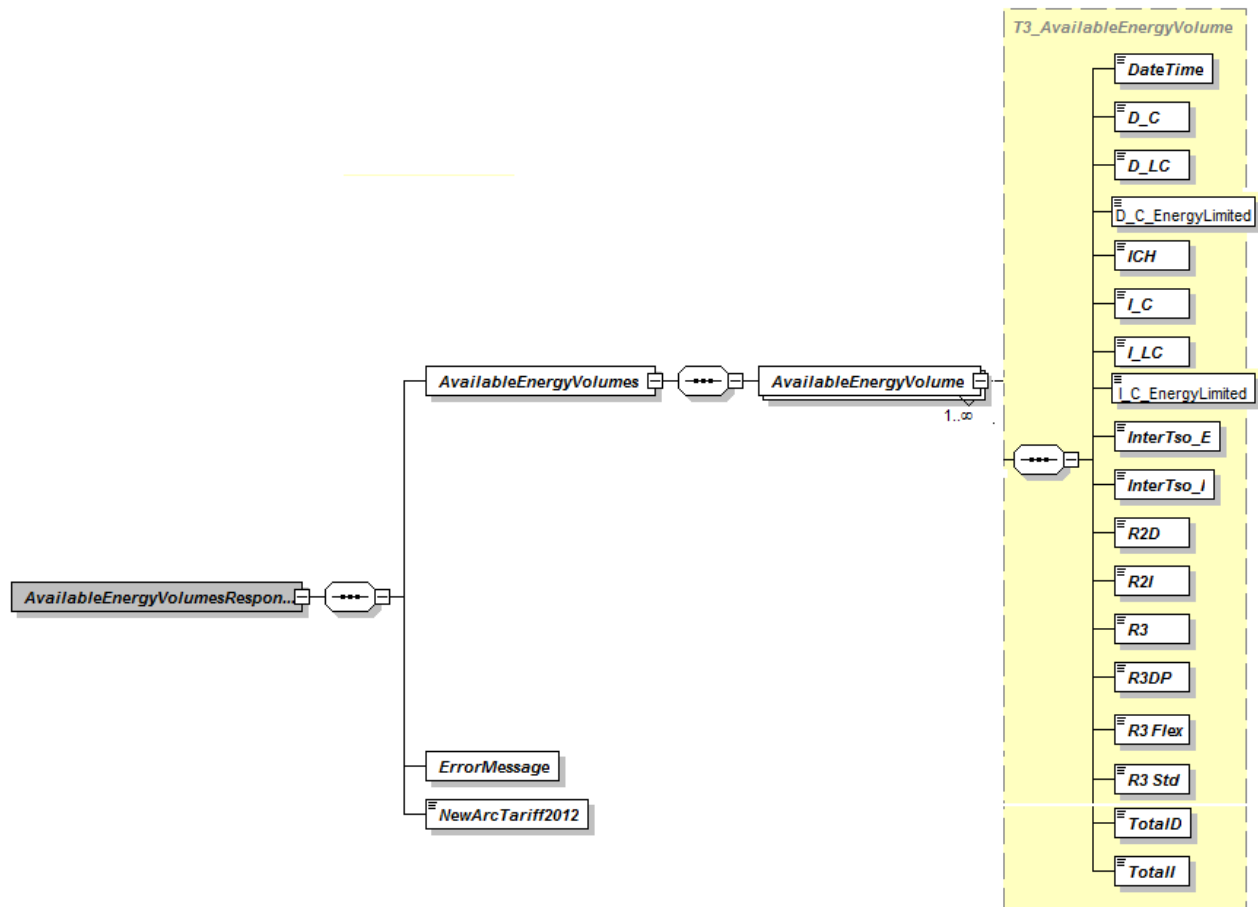 T3_AvailableEnergyVolume
DateTime
D_C
D_LC
D_C_EnergyLimited
ICH
I_C
I_LC
AvailableEnergyVolumes
AvailableEnergyVolume
I_C_EnergyLimited
1..∞
InterTso_E
InterTso_I
R2D
R2I
AvailableEnergyVolumesRespon...
R3
R3DP
R3 Flex
ErrorMessage
R3 Std
NewArcTariff2012
TotalD
TotalI